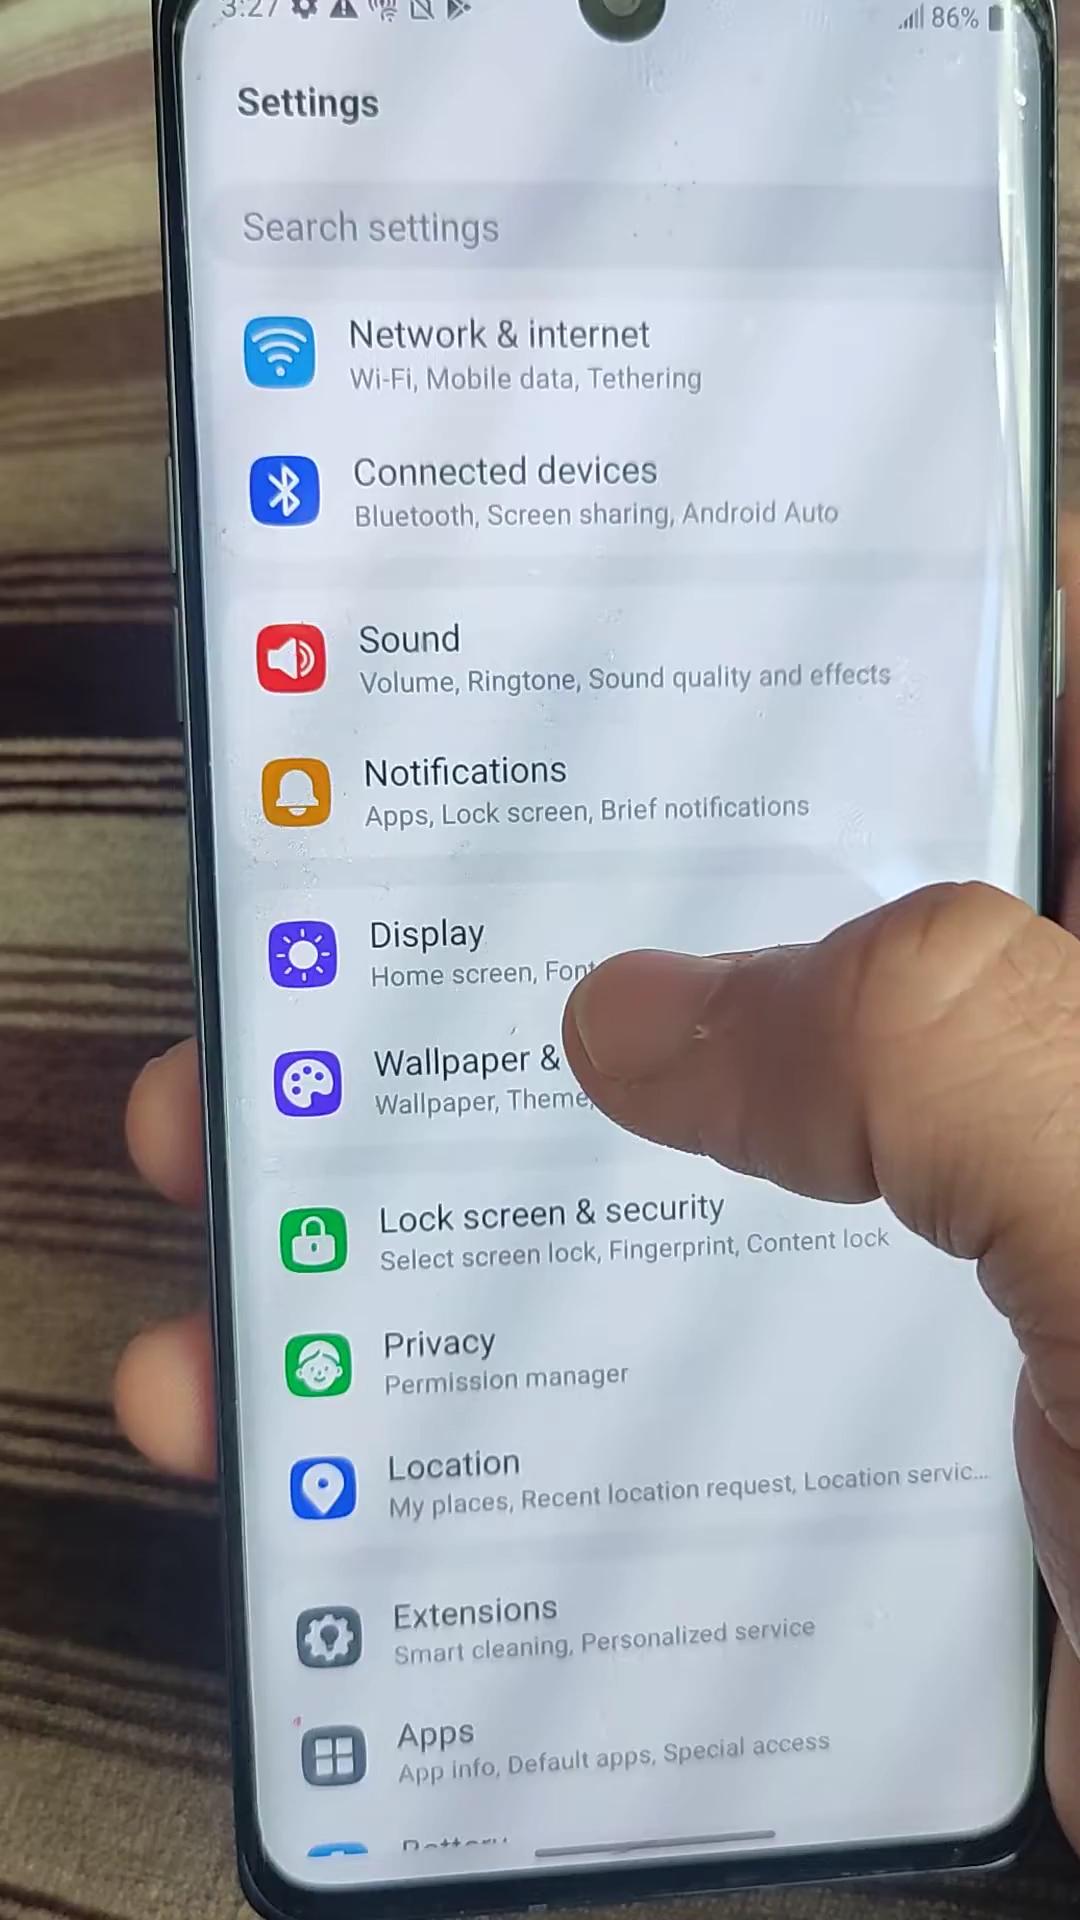 3:27
86%
Settings
Search settings
Network & internet
Wi-Fi, Mobile data, Tethering
Connected devices
Bluetooth, Screen sharing, Android Auto
Sound
Volume, Ringtone, Sound quality and effects
Notifications
Apps, Lock screen, Brief notifications
Display
Home screen, Font
Wallpaper &
Wallpaper, Theme,
Lock screen & security
Select screen lock, Fingerprint, Content lock
Privacy
Permission manager
Location
My places, Recent location request, Location servic...
Extensions
Smart cleaning, Personalized service
Apps
App info, Default apps, Special access
Battery